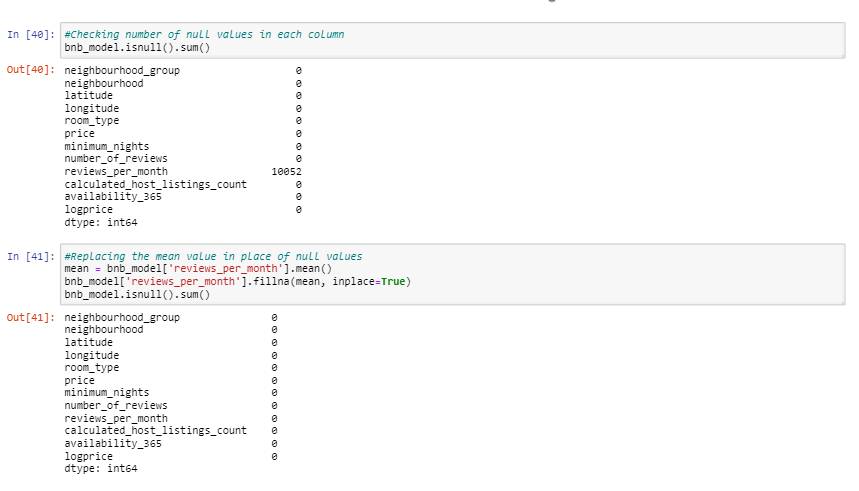 In [40]: #Checking number of null values in each column
bnb_model.isnull().sum()
Out[40]: neighbourhood_group 0
neighbourhood 0
latitude 0
longitude 0
room_type 0
price 0
minimum_nights 0
number_of_reviews 0
reviews_per_month 10052
calculated_host_listings_count 0
availability_365 0
logprice 0
dtype: int64
In [41]: #Replacing the mean value in place of null values
mean = bnb_model['reviews_per_month'].mean()
bnb_model['reviews_per_month'].fillna(mean, inplace=True)
bnb_model.isnull().sum()
Out[41]: neighbourhood_group 0
neighbourhood 0
latitude 0
longitude 0
room_type 0
price 0
minimum_nights 0
number_of_reviews 0
reviews_per_month 0
calculated_host_listings_count 0
availability_365 0
logprice 0
dtype: int64